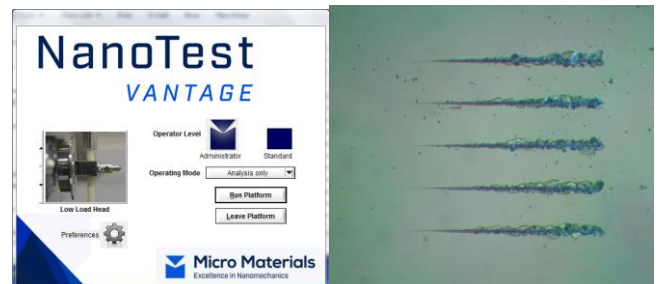 NanoTest
VANTAGE
Operator Level
Administrator
Standard
Operating Mode
Analysis only
Run Platform
Leave Platform
Low Load Head
Preferences
Micro Materials
Excellence in Nanomechanics